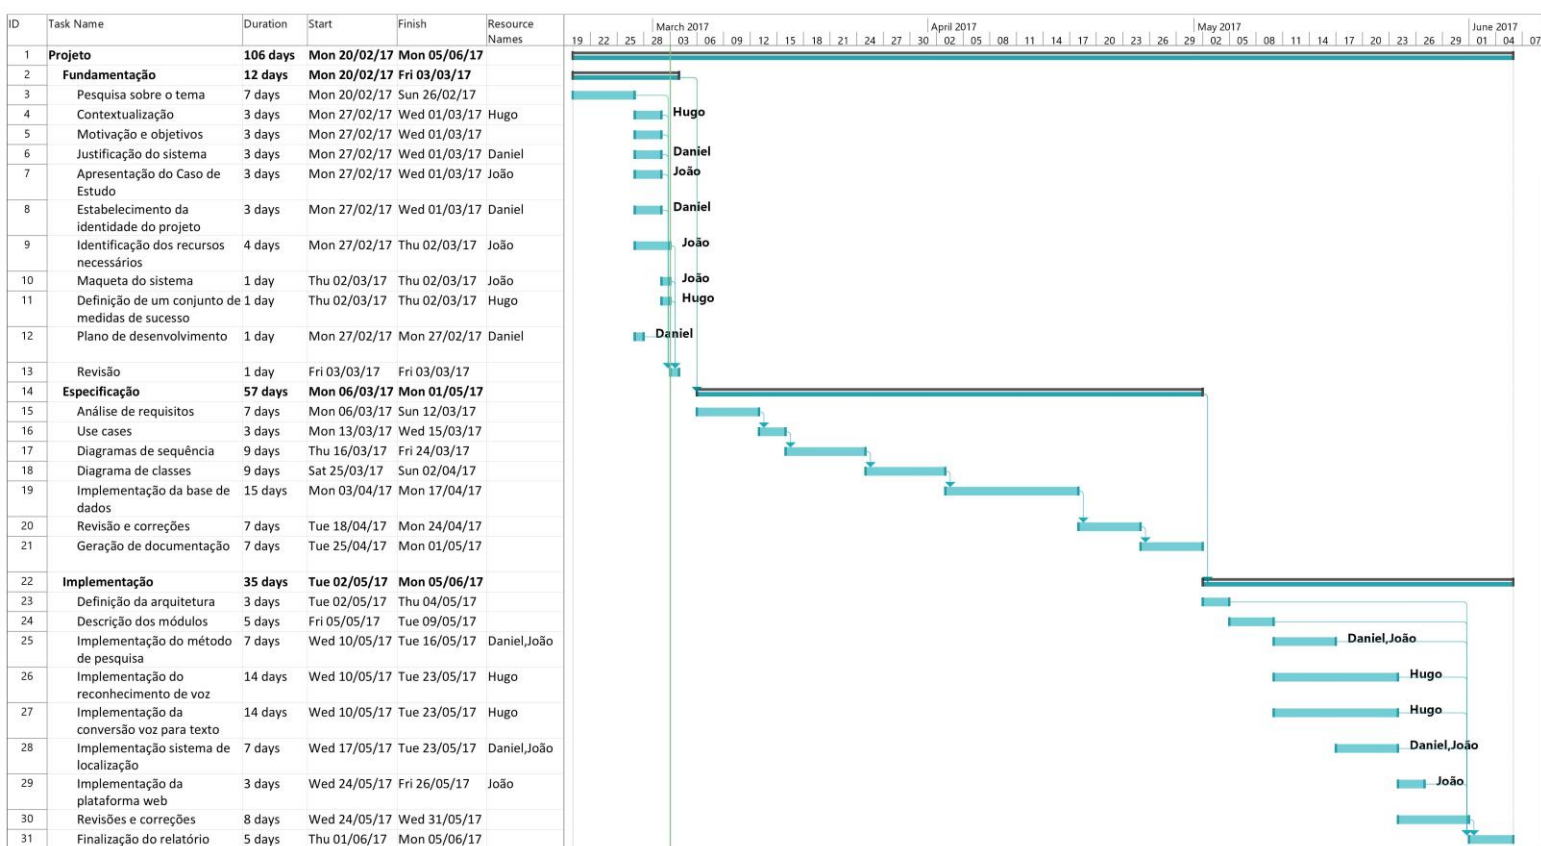 ID Task Name Duration Start Finish Resource
Names
March 2017 April 2017 May 2017 June 2017
19 22 25 28 03 06 09 12 15 18 21 24 27 30 02 05 08 11 14 17 20 23 26 29 02 05 08 11 14 17 20 23 26 29 01 04 07
1 Projeto 106 days Mon 20/02/17 Mon 05/06/17
2 Fundamentação 12 days Mon 20/02/17 Fri 03/03/17
3 Pesquisa sobre o tema 7 days Mon 20/02/17 Sun 26/02/17
4 Contextualização 3 days Mon 27/02/17 Wed 01/03/17 Hugo Hugo
5 Motivação e objetivos 3 days Mon 27/02/17 Wed 01/03/17
6 Justificação do sistema 3 days Mon 27/02/17 Wed 01/03/17 Daniel Daniel
7 Apresentação do Caso de 3 days Mon 27/02/17 Wed 01/03/17 João João
Estudo
8 Estabelecimento da 3 days Mon 27/02/17 Wed 01/03/17 Daniel Daniel
identidade do projeto
9 Identificação dos recursos 4 days Mon 27/02/17 Thu 02/03/17 João João
necessários
10 Maqueta do sistema 1 day Thu 02/03/17 Thu 02/03/17 João João
11 Definição de um conjunto de 1 day Thu 02/03/17 Thu 02/03/17 Hugo Hugo
medidas de sucesso
12 Plano de desenvolvimento 1 day Mon 27/02/17 Mon 27/02/17 Daniel Daniel
13 Revisão 1 day Fri 03/03/17 Fri 03/03/17
14 Especificação 57 days Mon 06/03/17 Mon 01/05/17
15 Análise de requisitos 7 days Mon 06/03/17 Sun 12/03/17
16 Use cases 3 days Mon 13/03/17 Wed 15/03/17
17 Diagramas de sequência 9 days Thu 16/03/17 Fri 24/03/17
18 Diagrama de classes 9 days Sat 25/03/17 Sun 02/04/17
19 Implementação da base de 15 days Mon 03/04/17 Mon 17/04/17
dados
20 Revisão e correções 7 days Tue 18/04/17 Mon 24/04/17
21 Geração de documentação 7 days Tue 25/04/17 Mon 01/05/17
22 Implementação 35 days Tue 02/05/17 Mon 05/06/17
23 Definição da arquitetura 3 days Tue 02/05/17 Thu 04/05/17
24 Descrição dos módulos 5 days Fri 05/05/17 Tue 09/05/17
25 Implementação do método 7 days Wed 10/05/17 Tue 16/05/17 Daniel,João Daniel,João
de pesquisa
26 Implementação do 14 days Wed 10/05/17 Tue 23/05/17 Hugo Hugo
reconhecimento de voz
27 Implementação da 14 days Wed 10/05/17 Tue 23/05/17 Hugo Hugo
conversão voz para texto
28 Implementação sistema de 7 days Wed 17/05/17 Tue 23/05/17 Daniel,João Daniel,João
localização
29 Implementação da 3 days Wed 24/05/17 Fri 26/05/17 João João
plataforma web
30 Revisões e correções 8 days Wed 24/05/17 Wed 31/05/17
31 Finalização do relatório 5 days Thu 01/06/17 Mon 05/06/17